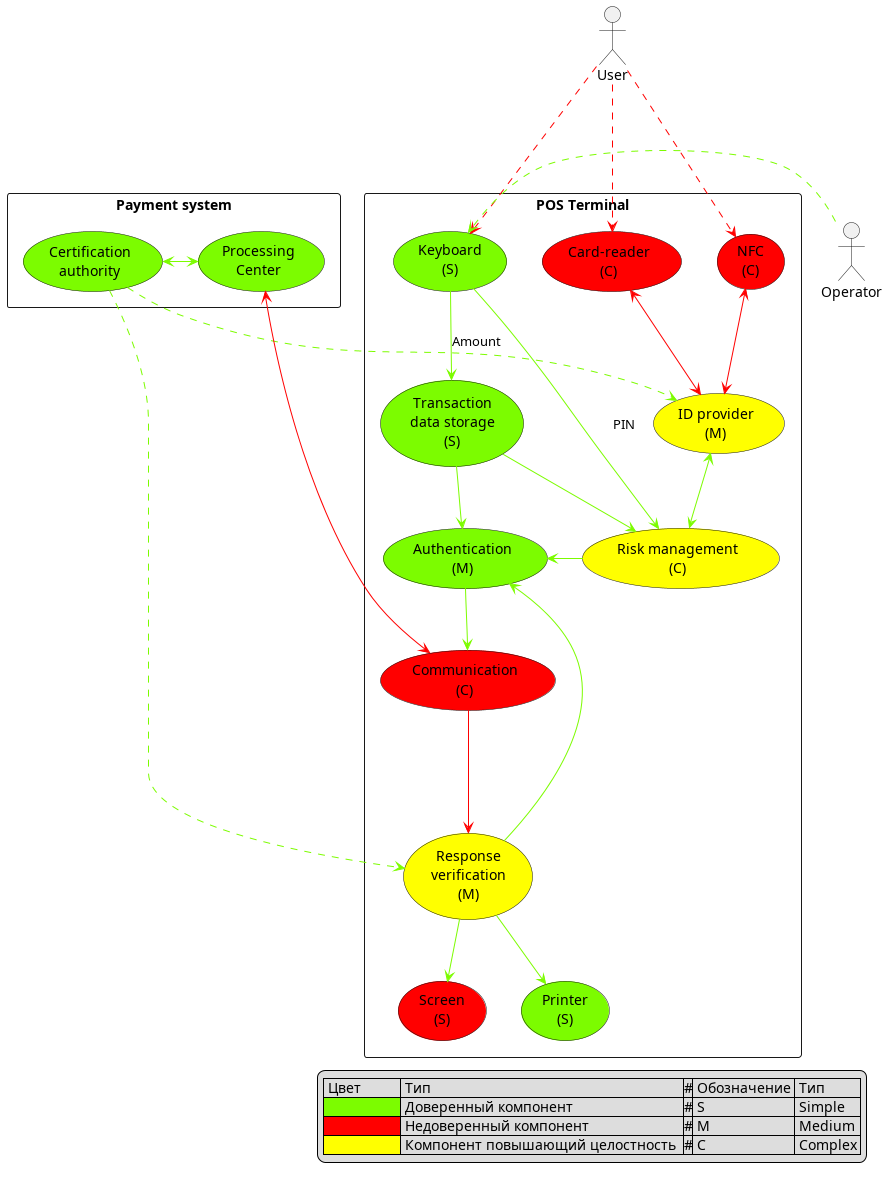 User
Operator
Payment system
Certification
authority
Processing
Center
POS Terminal
Keyboard
(S)
Card-reader
(C)
NFC
(C)
Amount
Transaction
data storage
(S)
PIN
ID provider
(M)
Authentication
(M)
Risk management
(C)
Communication
(C)
Response
verification
(M)
Screen
(S)
Printer
(S)
Цвет Тип # Обозначение Тип
Доверенный компонент # S Simple
Недоверенный компонент # M Medium
Компонент повышающий целостность # C Complex